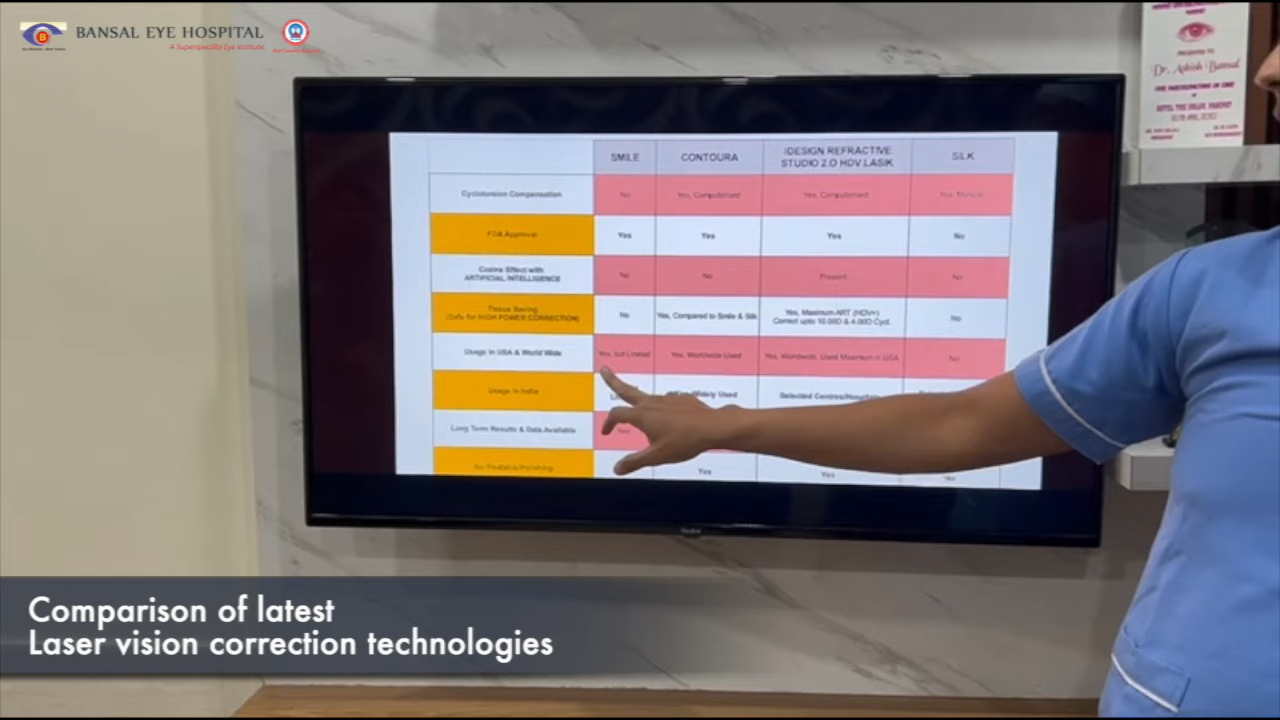 BANSAL EYE HOSPITAL
A Superspeciality Eye Institute
Dr. Ashish Bansal
SMILE
CONTOURA
iDESIGN REFRACTIVE
STUDIO 2.O HDV LASIK
SiLK
Cyclotorsion Compensation
No
Yes, Computerised
Yes, Computerised
Yes, Manual
FDA Approval
Yes
Yes
Yes
No
Cosine Effect with
ARTIFICIAL INTELLIGENCE
No
No
Present
No
Tissue Saving
(Safe for HIGH POWER CORRECTION)
No
Yes, Compared to Smile & Silk
Yes, Maximum ART (HDV+)
Correct upto 10.00D & 4.00D Cyd.
No
Usage in USA & World Wide
Yes, but Limited
Yes, Worldwide Used
Yes, Worldwide, Used Maximum in USA
No
Usage in India
Widely Used
Selected Centres/Hospitals
Long Term Results & Data Available
Yes
Yes
No
Comparison of latest
Laser vision correction technologies